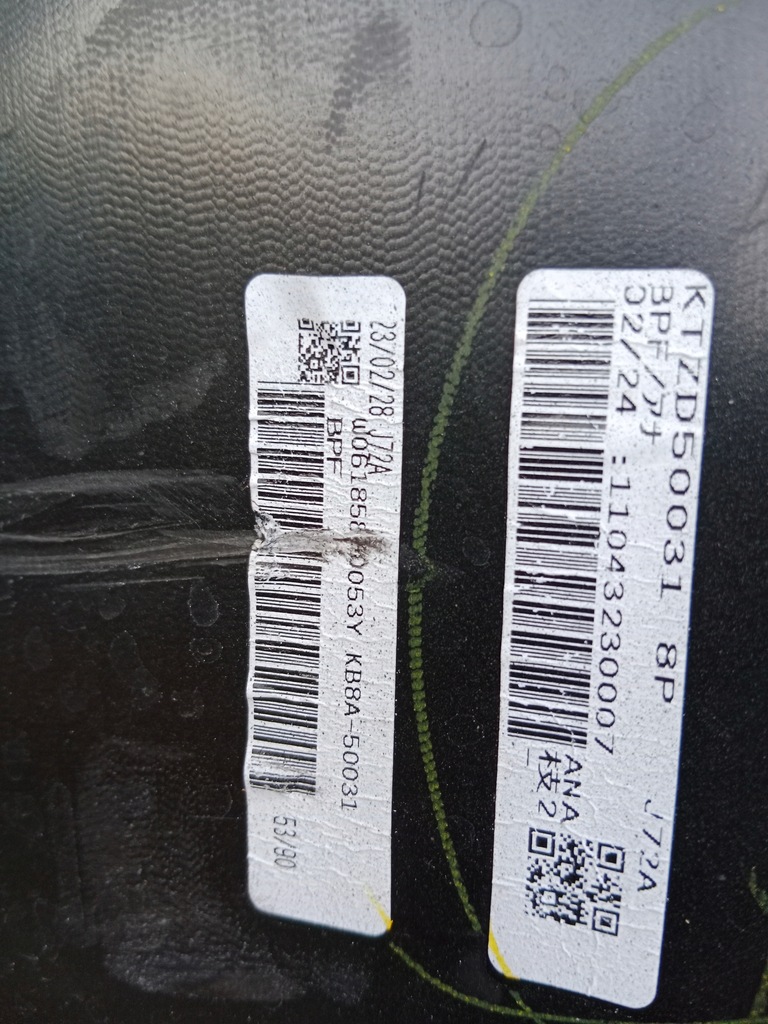 23/02/28 J72A
W061858 0053Y KB8A-50031
BPF
53/90
KTZD50031 8P J72A
BPF/アナ
02/24 :11043230007
ANA
枝2